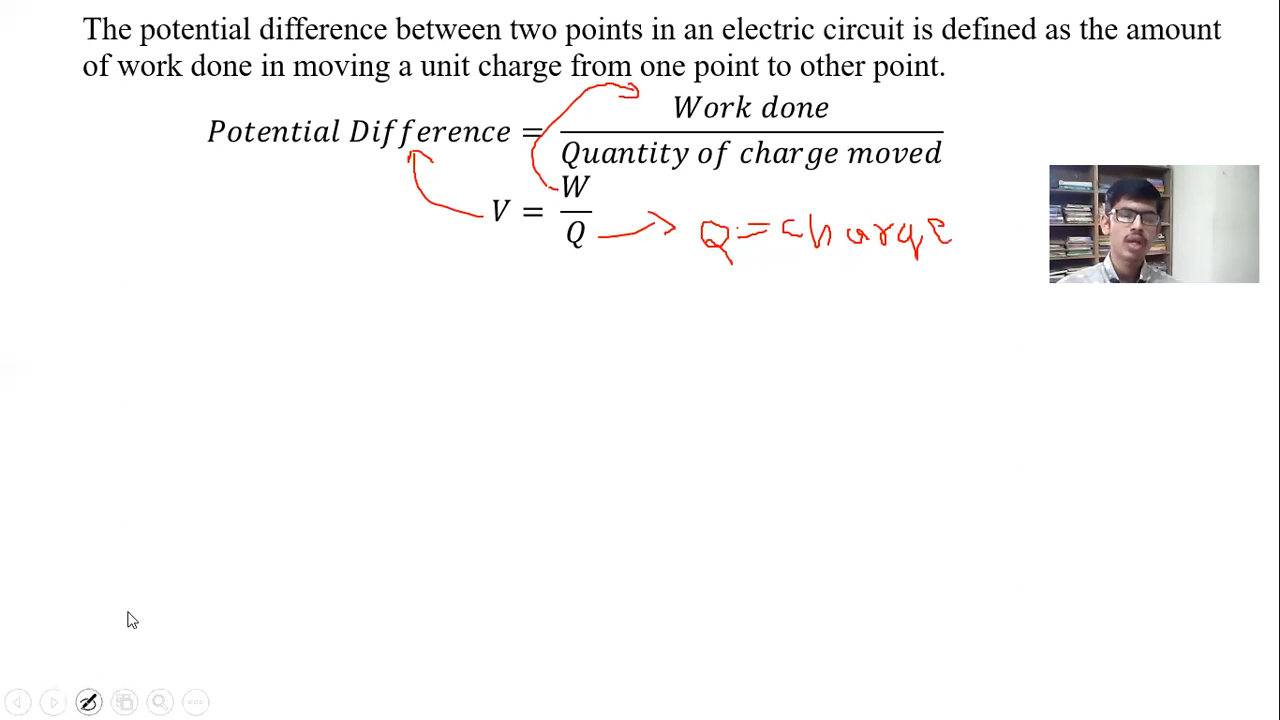 The potential difference between two points in an electric circuit is defined as the amount
of work done in moving a unit charge from one point to other point.
Potential Difference = Work done / Quantity of charge moved
V = W / Q
Q = charge